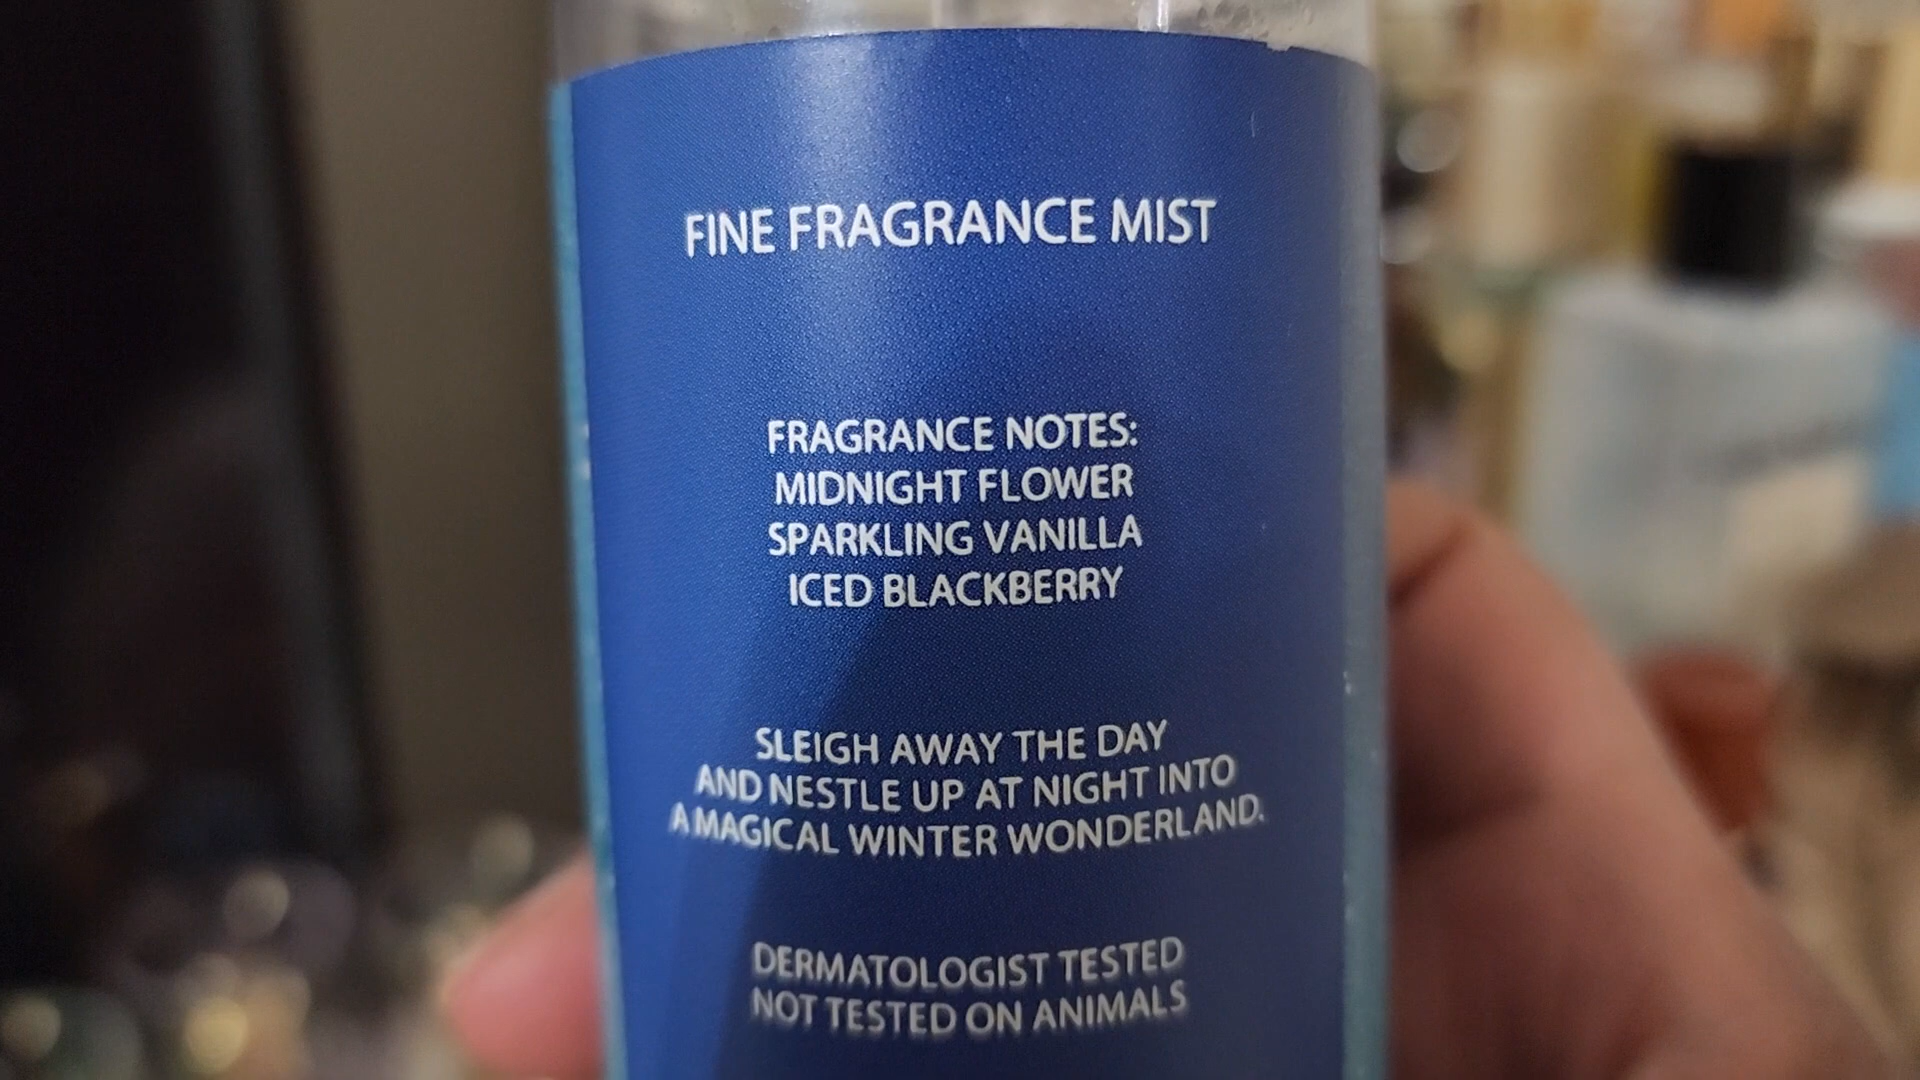 FINE FRAGRANCE MIST
FRAGRANCE NOTES:
MIDNIGHT FLOWER
SPARKLING VANILLA
ICED BLACKBERRY
SLEIGH AWAY THE DAY
AND NESTLE UP AT NIGHT INTO
A MAGICAL WINTER WONDERLAND.
DERMATOLOGIST TESTED
NOT TESTED ON ANIMALS